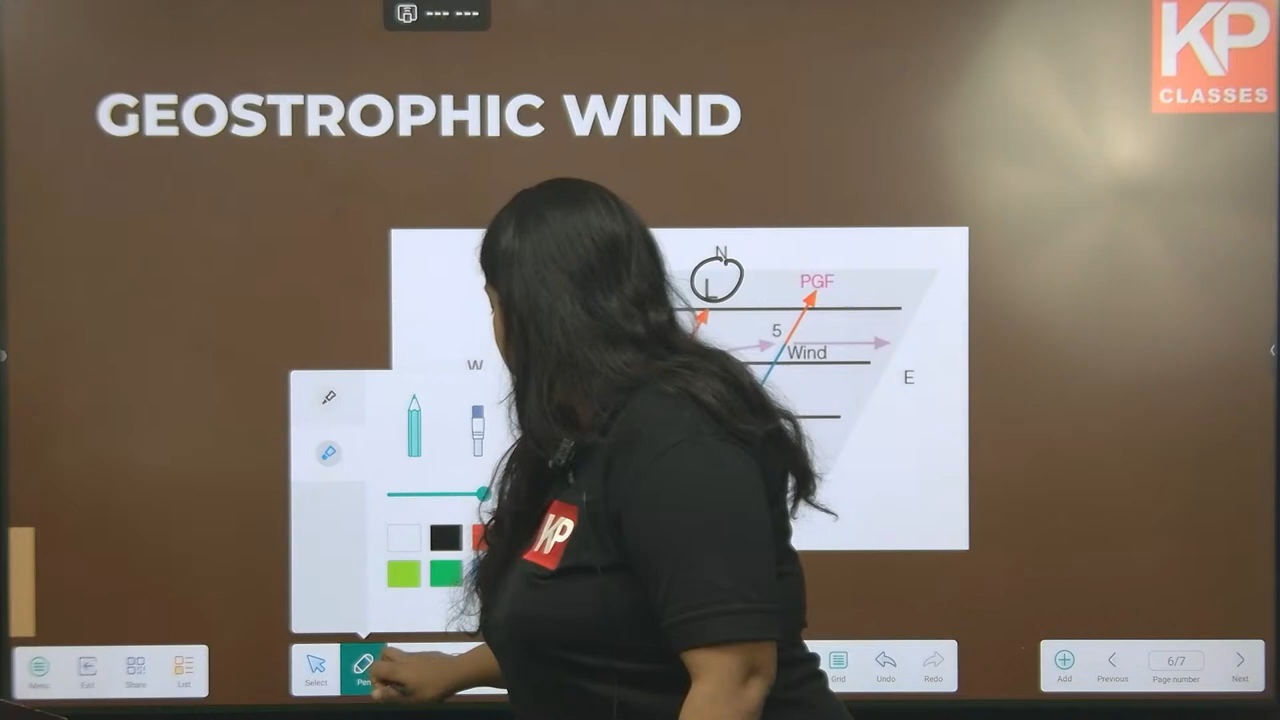 KP
CLASSES
GEOSTROPHIC WIND
N
L
PGF
5
Wind
W
E
KP
Menu
Exit
Share
List
Select
Pen
Grid
Undo
Redo
Add
Previous
6/7
Page number
Next